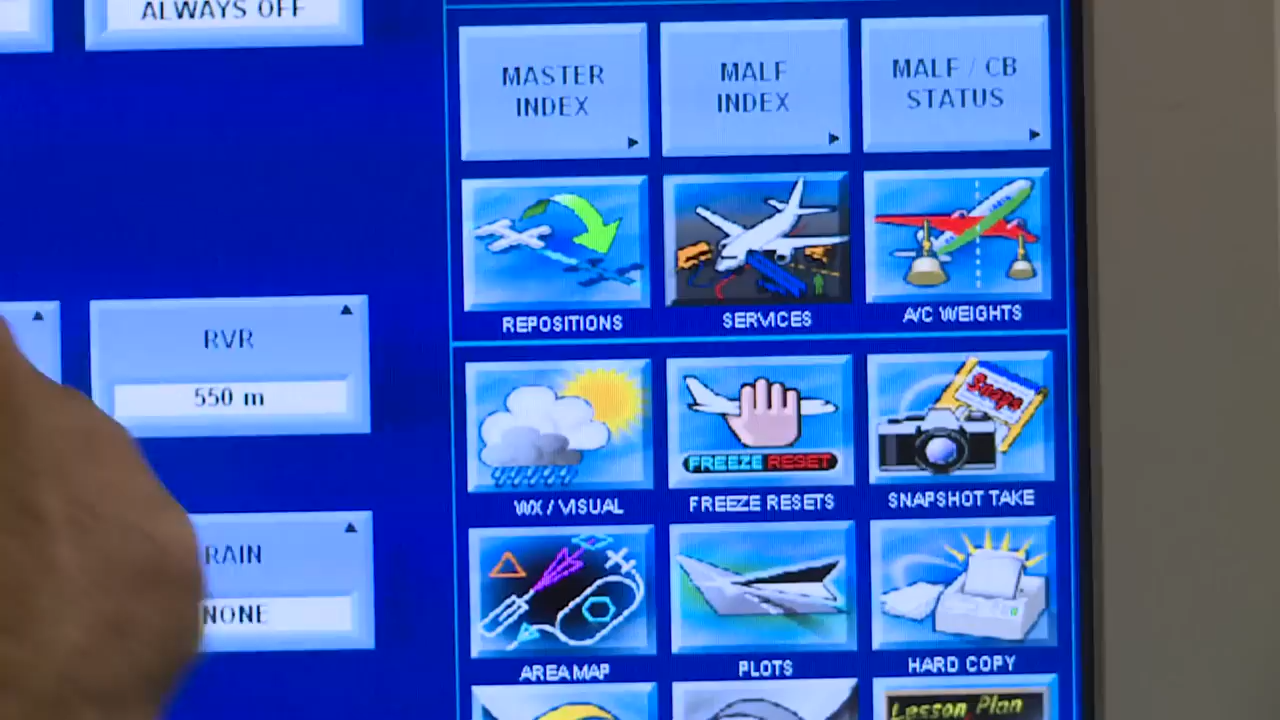 ALWAYS OFF
MASTER
INDEX
MALF
INDEX
MALF / CB
STATUS
REPOSITIONS
SERVICES
A/C WEIGHTS
RVR
550 m
Snaps
FREEZE RESET
WX / VISUAL
FREEZE RESETS
SNAPSHOT TAKE
RAIN
NONE
AREA MAP
PLOTS
HARD COPY
Lesson Plan